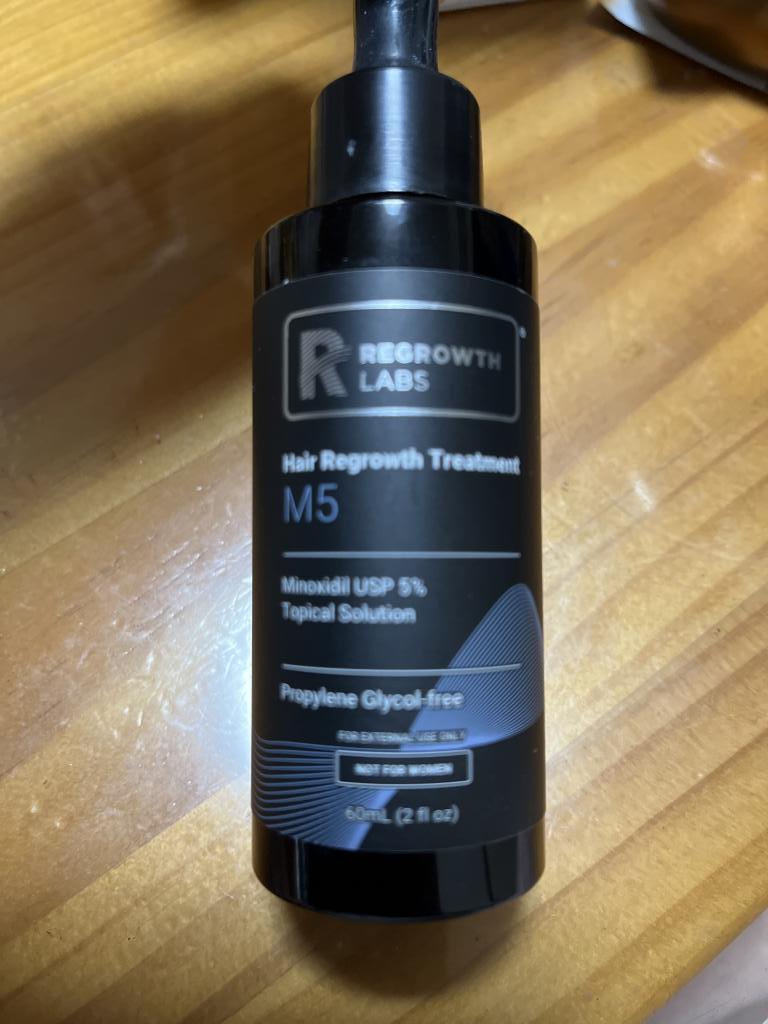 REGROWTH
LABS
Hair Regrowth Treatment
M5
Minoxidil USP 5%
Topical Solution
Propylene Glycol-free
FOR EXTERNAL USE ONLY
NOT FOR WOMEN
60mL (2 fl oz)